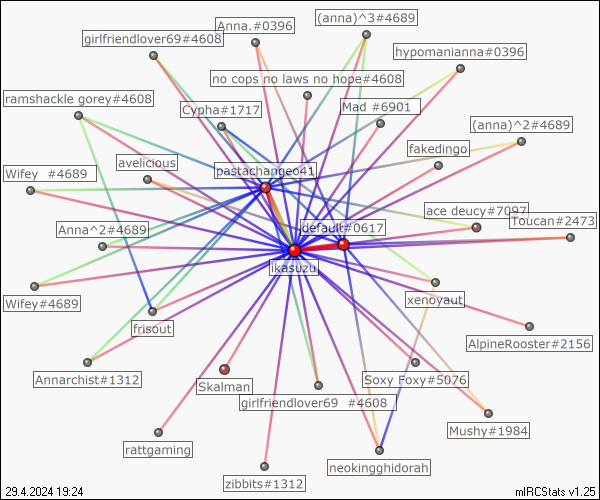 Anna.#0396
(anna)^3#4689
girlfriendlover69#4608
hypomanianna#0396
no cops no laws no hope#4608
ramshackle gorey#4608
Cypha#1717
Mad #6901
(anna)^2#4689
fakedingo
avelicious
pastachangeo41
Wifey #4689
ace deucy#7097
Toucan#2473
Anna^2#4689
default#0617
ikasuzu
Wifey#4689
xenoyaut
frisout
AlpineRooster#2156
Annarchist#1312
Skalman
Soxy Foxy#5076
girlfriendlover69 #4608
Mushy#1984
rattgaming
neokingghidorah
zibbits#1312
29.4.2024 19:24
mIRCStats v1.25